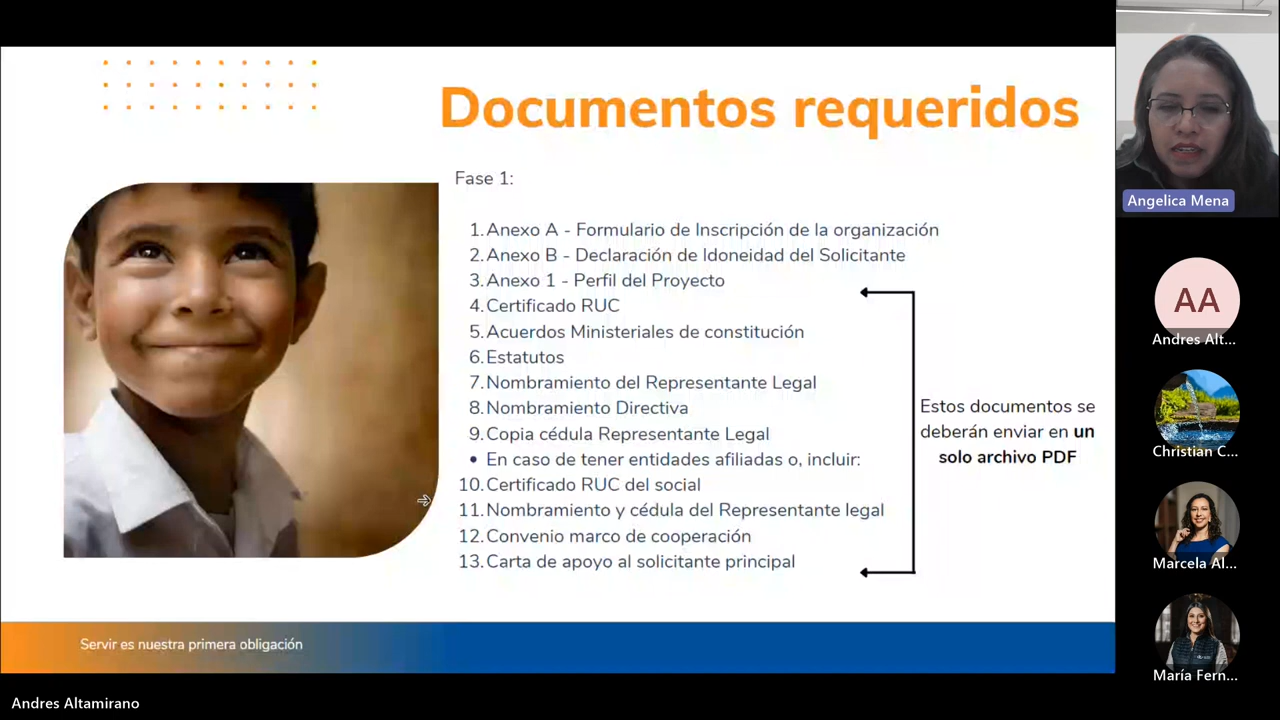 Documentos requeridos
Fase 1:
1. Anexo A - Formulario de Inscripción de la organización
2. Anexo B - Declaración de Idoneidad del Solicitante
3. Anexo 1 - Perfil del Proyecto
4. Certificado RUC
5. Acuerdos Ministeriales de constitución
6. Estatutos
7. Nombramiento del Representante Legal
8. Nombramiento Directiva
9. Copia cédula Representante Legal
• En caso de tener entidades afiliadas o, incluir:
10. Certificado RUC del social
11. Nombramiento y cédula del Representante legal
12. Convenio marco de cooperación
13. Carta de apoyo al solicitante principal
Estos documentos se
deberán enviar en un
solo archivo PDF
Servir es nuestra primera obligación
Andres Altamirano
Angelica Mena
AA
Andres Alt...
Christian C...
Marcela Al...
María Fern...